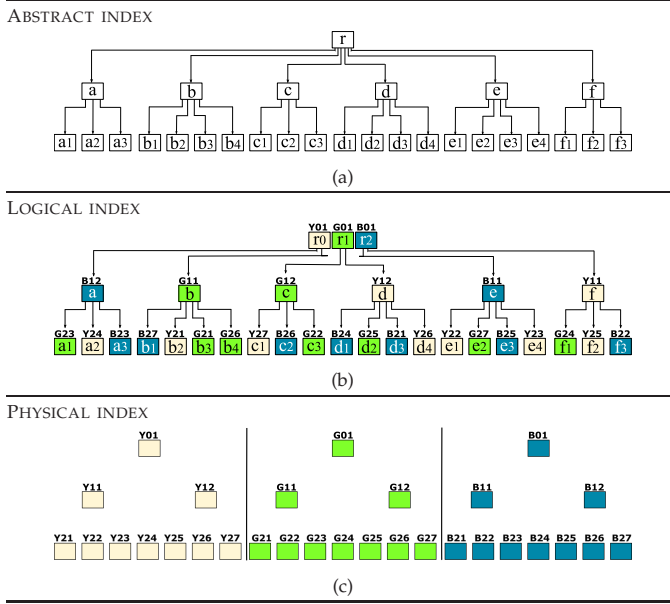 ABSTRACT INDEX
r
a b c d e f
a1 a2 a3 b1 b2 b3 b4 c1 c2 c3 d1 d2 d3 d4 e1 e2 e3 e4 f1 f2 f3
(a)
LOGICAL INDEX
Y01 G01 B01
r0 r1 r2
B12 G11 G12 Y12 B11 Y11
a b c d e f
G23 Y24 B23 B27 Y21 G21 G26 Y27 B26 G22 B24 G25 B21 Y26 Y22 G27 B25 Y23 G24 Y25 B22
a1 a2 a3 b1 b2 b3 b4 c1 c2 c3 d1 d2 d3 d4 e1 e2 e3 e4 f1 f2 f3
(b)
PHYSICAL INDEX
Y01 G01 B01
Y11 Y12 G11 G12 B11 B12
Y21 Y22 Y23 Y24 Y25 Y26 Y27 G21 G22 G23 G24 G25 G26 G27 B21 B22 B23 B24 B25 B26 B27
(c)